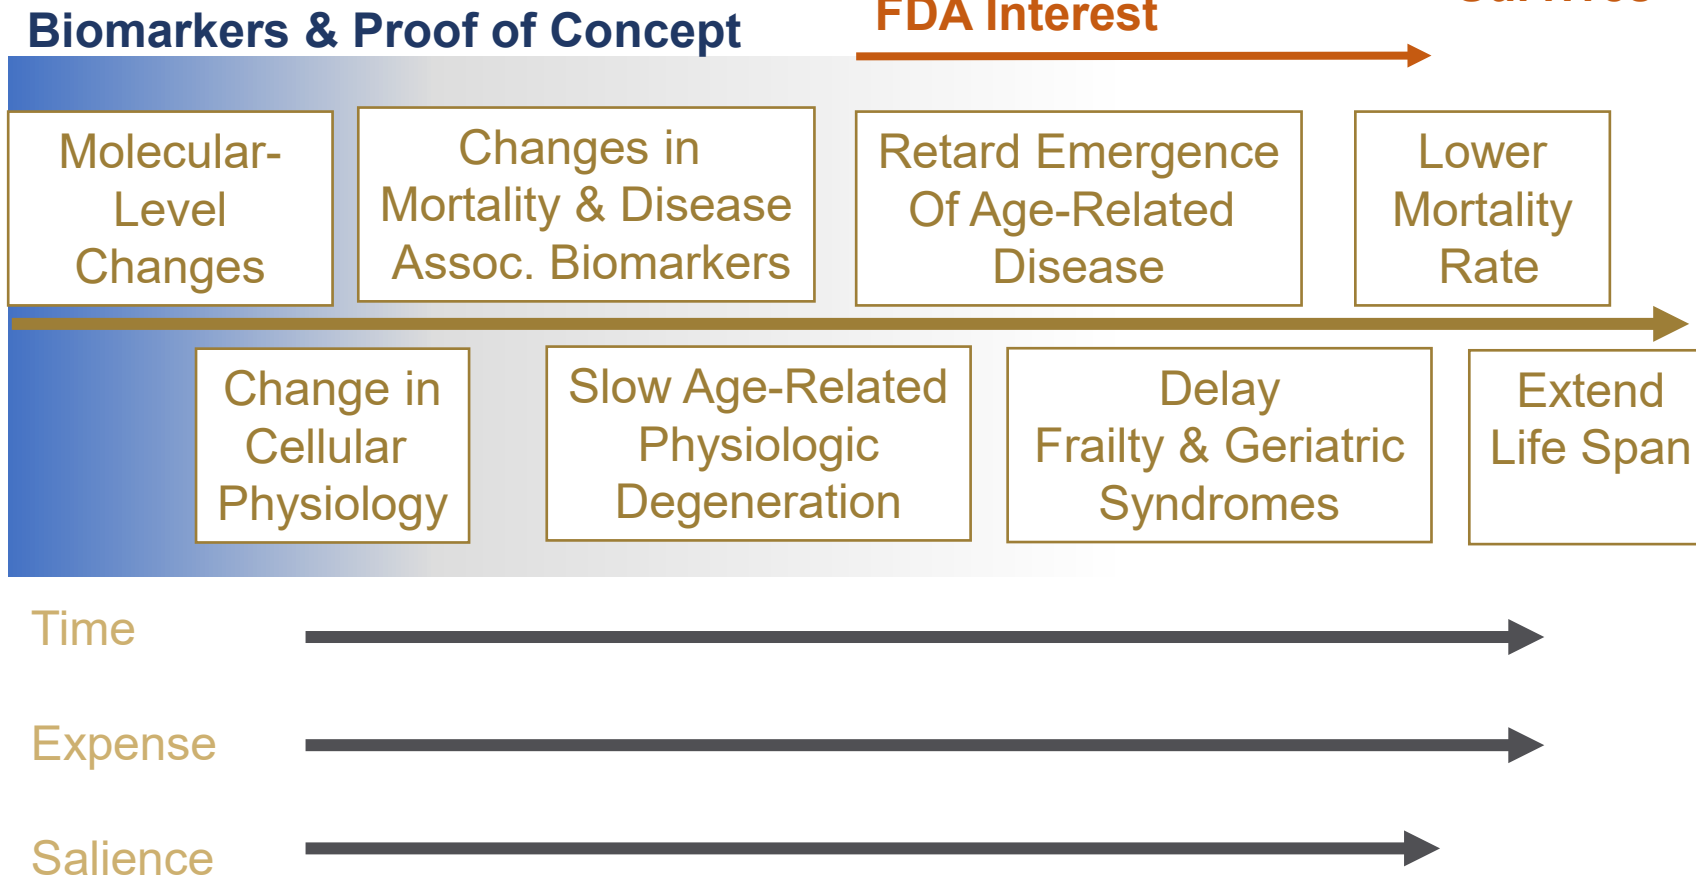 Biomarkers & Proof of Concept
FDA Interest
Molecular-
Level
Changes
Changes in
Mortality & Disease
Assoc. Biomarkers
Retard Emergence
Of Age-Related
Disease
Lower
Mortality
Rate
Change in
Cellular
Physiology
Slow Age-Related
Physiologic
Degeneration
Delay
Frailty & Geriatric
Syndromes
Extend
Life Span
Time
Expense
Salience